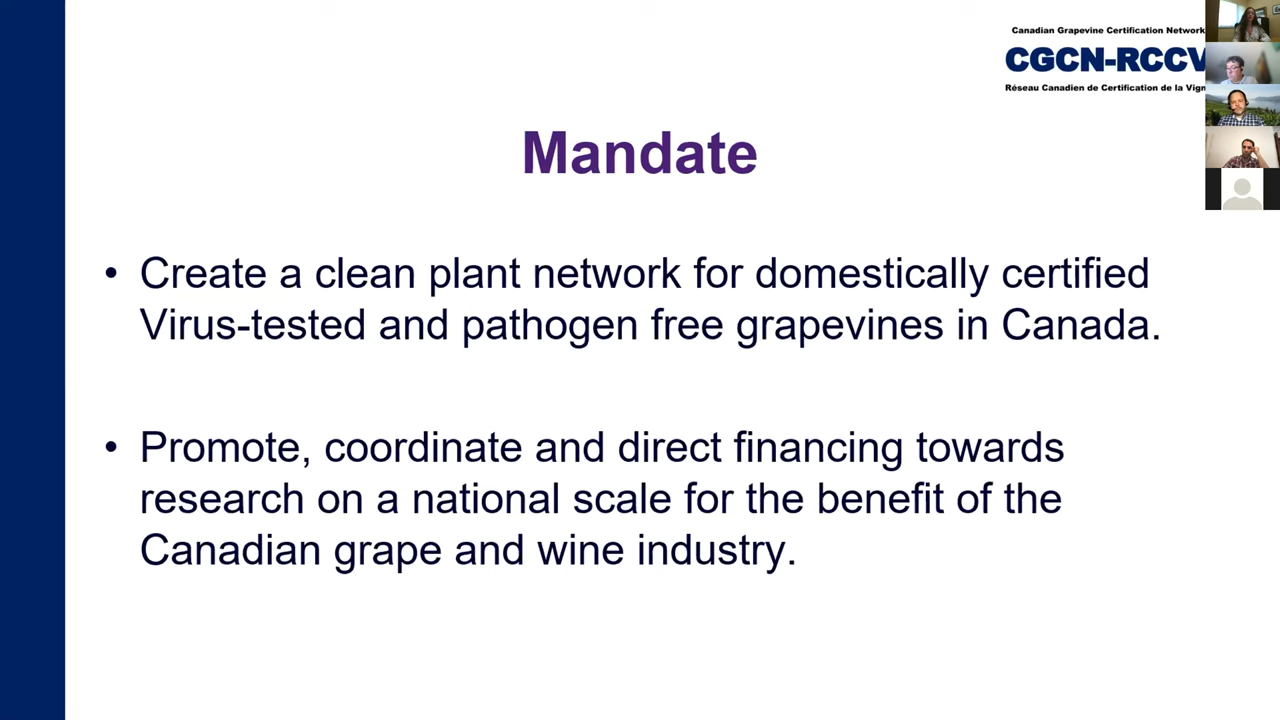 Canadian Grapevine Certification Network
CGCN-RCCV
Réseau Canadien de Certification de la Vign
Mandate
• Create a clean plant network for domestically certified
Virus-tested and pathogen free grapevines in Canada.
• Promote, coordinate and direct financing towards
research on a national scale for the benefit of the
Canadian grape and wine industry.